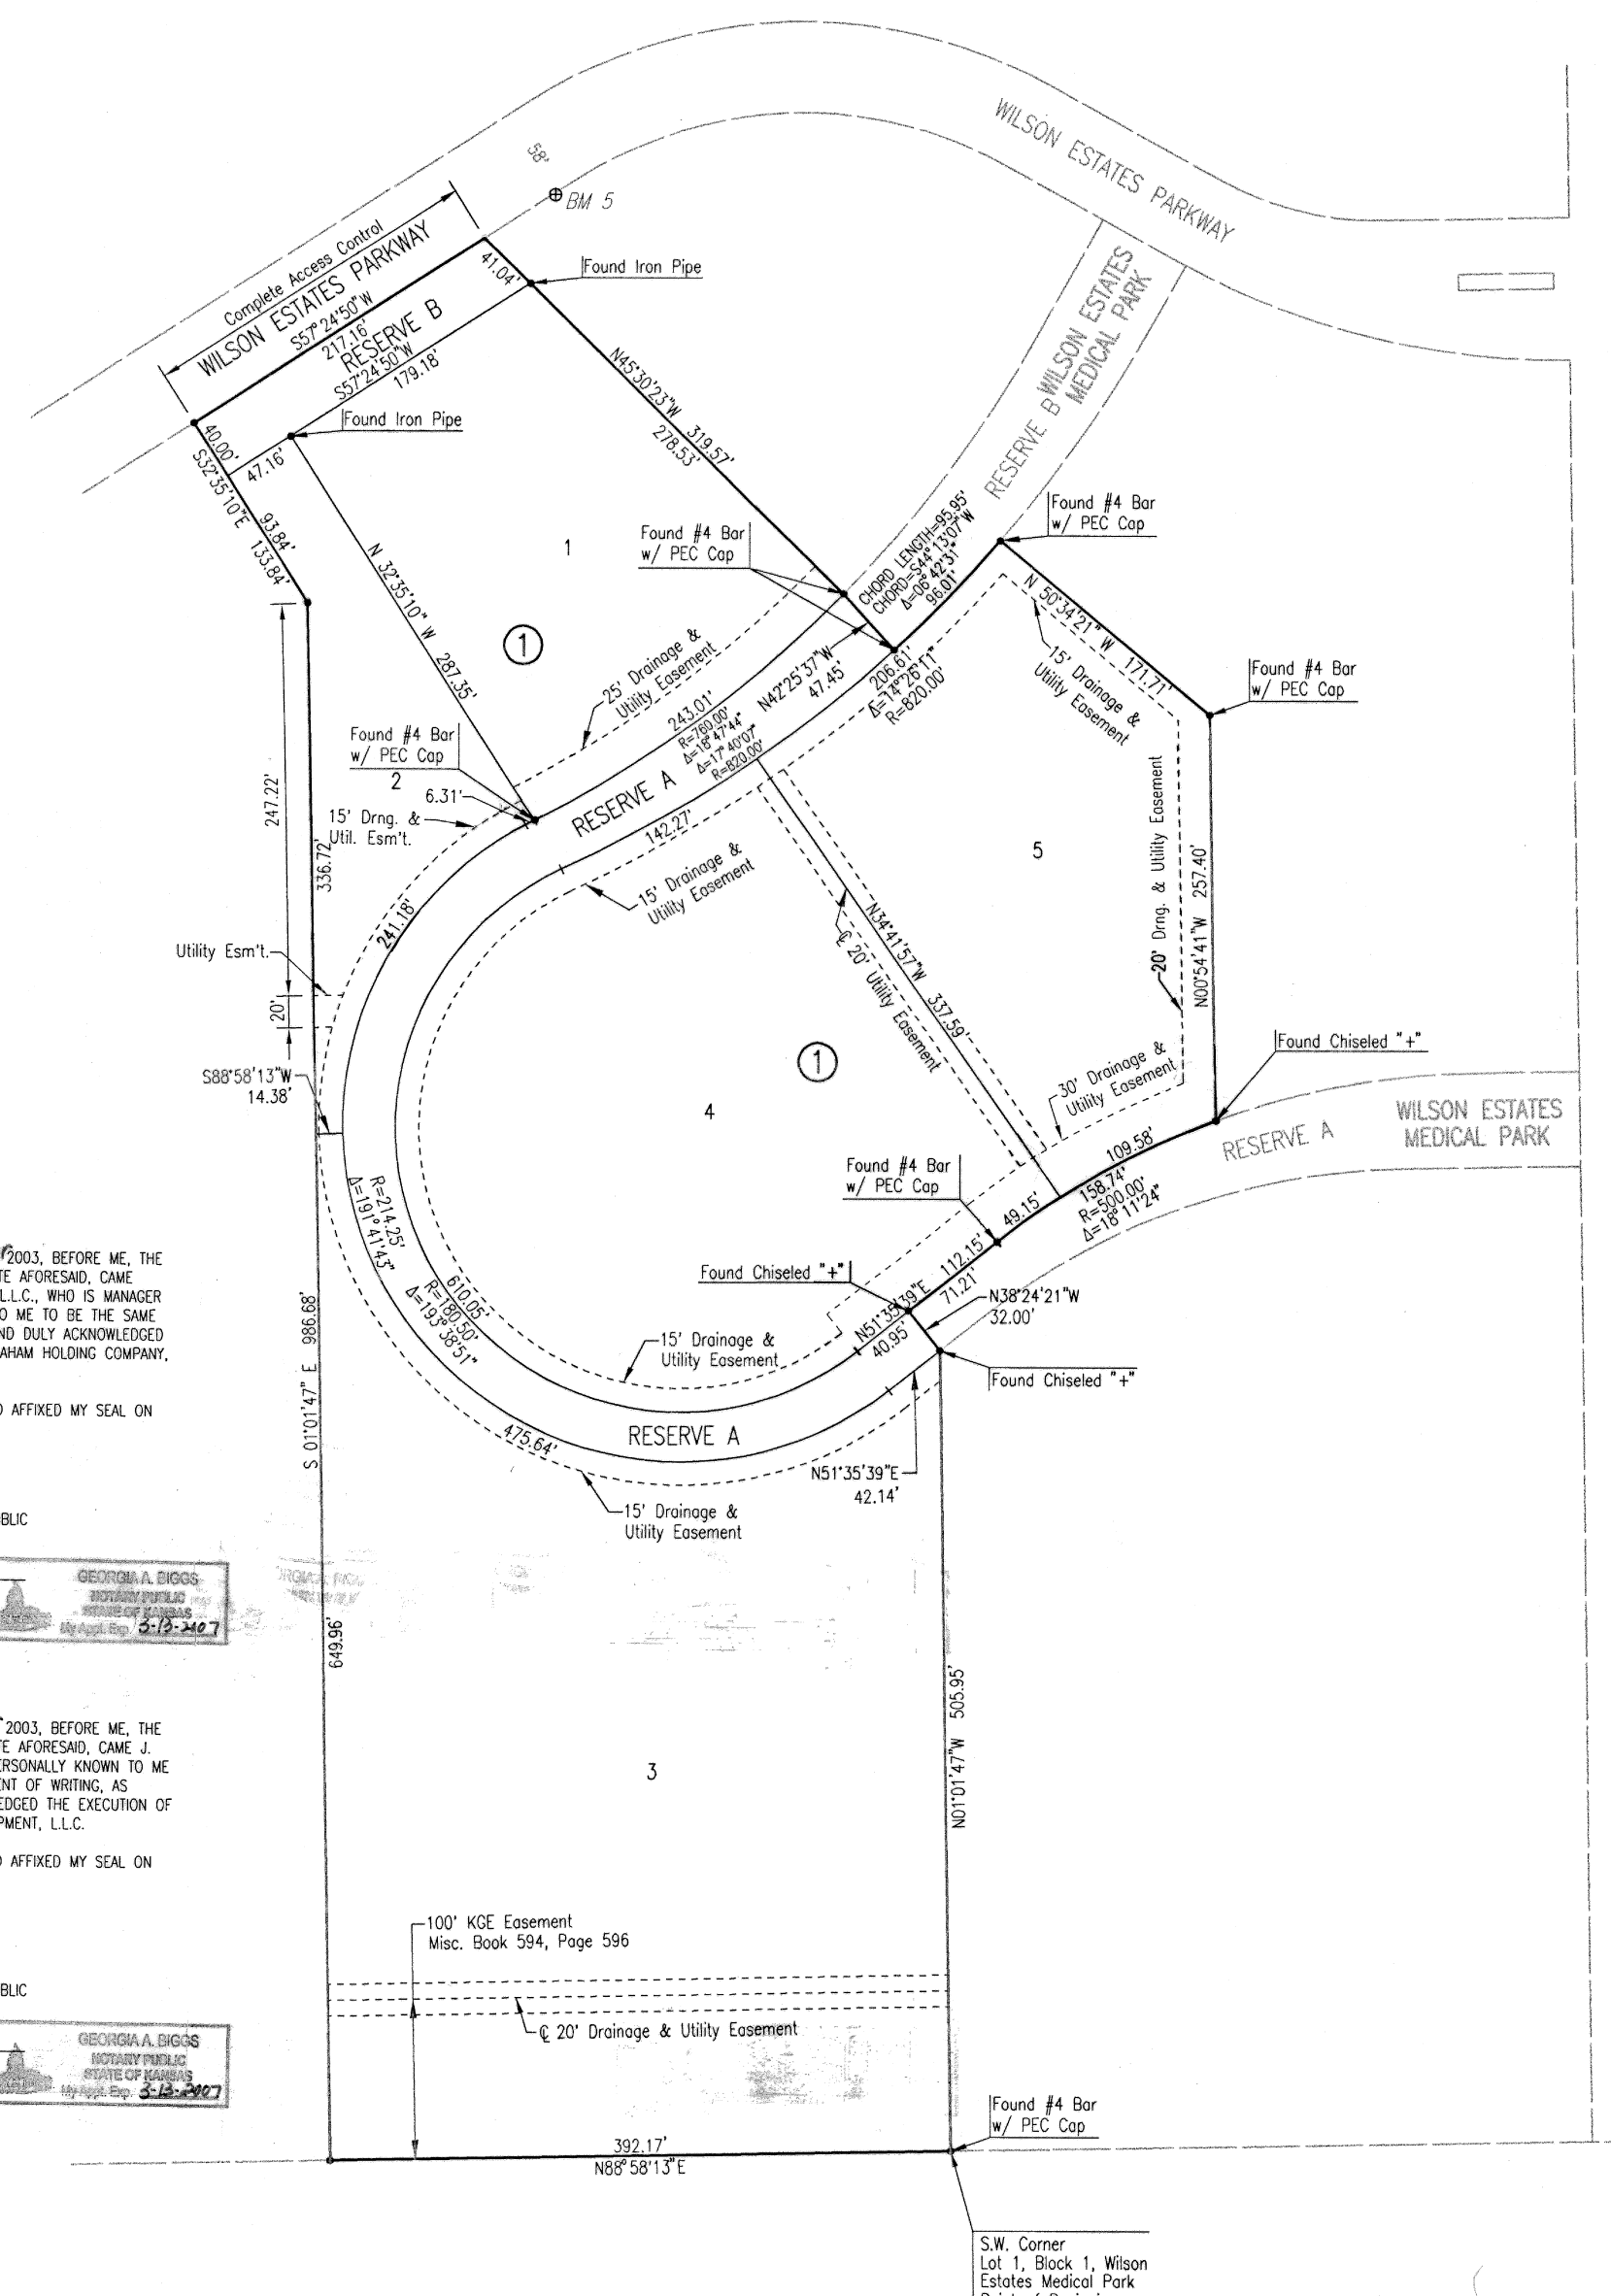 WILSON ESTATES PARKWAY
58'
BM 5
Complete Access Control
WILSON ESTATES PARKWAY
S57°24'50"W
217.16'
RESERVE B
S57°24'50"W
179.18'
41.04'
Found Iron Pipe
Found Iron Pipe
40.00'
47.16'
S32°35'10"E
93.84'
133.84'
N45°30'23"W
319.57'
278.53'
N 32°35'10" W 287.35'
1
1
RESERVE B
WILSON ESTATES
MEDICAL PARK
Found #4 Bar
w/ PEC Cap
Found #4 Bar
w/ PEC Cap
CHORD LENGTH=95.95'
CHORD=S44°13'07"W
Δ=06°42'31"
96.01'
N 50°34'21" W 171.71'
15' Drainage &
Utility Easement
Found #4 Bar
w/ PEC Cap
25' Drainage &
Utility Easement
N42°25'37"W
47.45'
206.61'
Δ=14°26'11"
R=820.00'
243.01'
R=760.00'
Δ=18°47'44"
Δ=17°40'07"
R=820.00'
RESERVE A
142.27'
15' Drainage &
Utility Easement
Found #4 Bar
w/ PEC Cap
2
6.31'
15' Drng. &
Util. Esm't.
247.22'
336.72'
241.18'
Utility Esm't.
20'
S88°58'13"W
14.38'
5
20' Drng. & Utility Easement
N00°54'41"W 257.40'
N34°41'57"W 337.59'
℄ 20' Utility Easement
1
4
30' Drainage &
Utility Easement
Found Chiseled "+"
WILSON ESTATES
MEDICAL PARK
RESERVE A
109.58'
158.74'
R=500.00'
Δ=18°11'24"
Found #4 Bar
w/ PEC Cap
49.15'
Found Chiseled "+"
N51°35'39"E 112.15'
71.21'
40.95'
N38°24'21"W
32.00'
Found Chiseled "+"
R=214.25'
Δ=191°41'43"
610.05'
R=180.50'
Δ=193°38'51"
15' Drainage &
Utility Easement
RESERVE A
475.64'
N51°35'39"E
42.14'
15' Drainage &
Utility Easement
S 01°01'47" E 986.68'
649.96'
2003, BEFORE ME, THE
TE AFORESAID, CAME
L.L.C., WHO IS MANAGER
O ME TO BE THE SAME
ND DULY ACKNOWLEDGED
AHAM HOLDING COMPANY,
D AFFIXED MY SEAL ON
BLIC
GEORGIA A. BIGGS
NOTARY PUBLIC
STATE OF KANSAS
My Appt. Exp. 3-13-2007
2003, BEFORE ME, THE
TE AFORESAID, CAME J.
ERSONALLY KNOWN TO ME
ENT OF WRITING, AS
EDGED THE EXECUTION OF
PMENT, L.L.C.
D AFFIXED MY SEAL ON
BLIC
GEORGIA A. BIGGS
NOTARY PUBLIC
STATE OF KANSAS
My Appt. Exp. 3-13-2007
3
N01°01'47"W 505.95'
100' KGE Easement
Misc. Book 594, Page 596
℄ 20' Drainage & Utility Easement
392.17'
N88°58'13"E
Found #4 Bar
w/ PEC Cap
S.W. Corner
Lot 1, Block 1, Wilson
Estates Medical Park